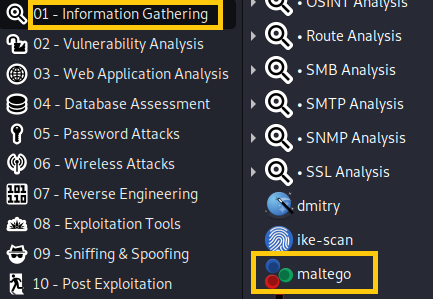 01 - Information Gathering
02 - Vulnerability Analysis
03 - Web Application Analysis
04 - Database Assessment
05 - Password Attacks
06 - Wireless Attacks
07 - Reverse Engineering
08 - Exploitation Tools
09 - Sniffing & Spoofing
10 - Post Exploitation
• OSINT Analysis
• Route Analysis
• SMB Analysis
• SMTP Analysis
• SNMP Analysis
• SSL Analysis
dmitry
ike-scan
maltego